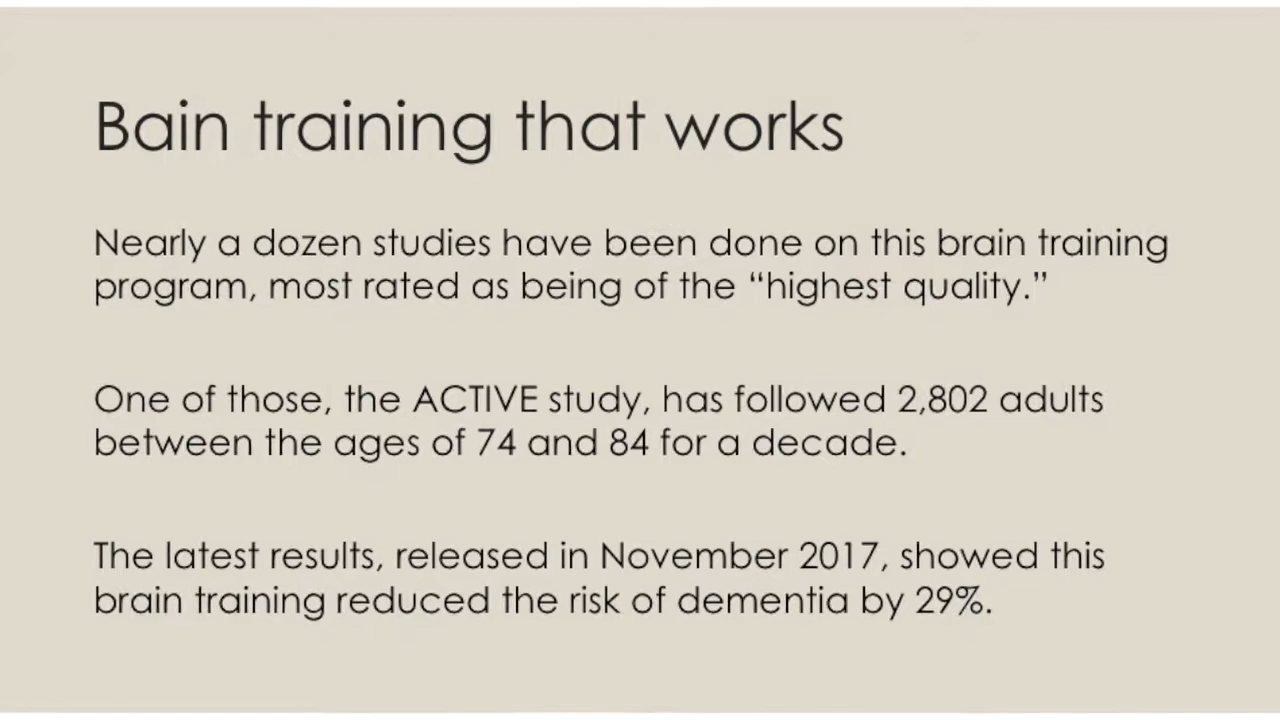 Bain training that works
Nearly a dozen studies have been done on this brain training
program, most rated as being of the “highest quality.”
One of those, the ACTIVE study, has followed 2,802 adults
between the ages of 74 and 84 for a decade.
The latest results, released in November 2017, showed this
brain training reduced the risk of dementia by 29%.